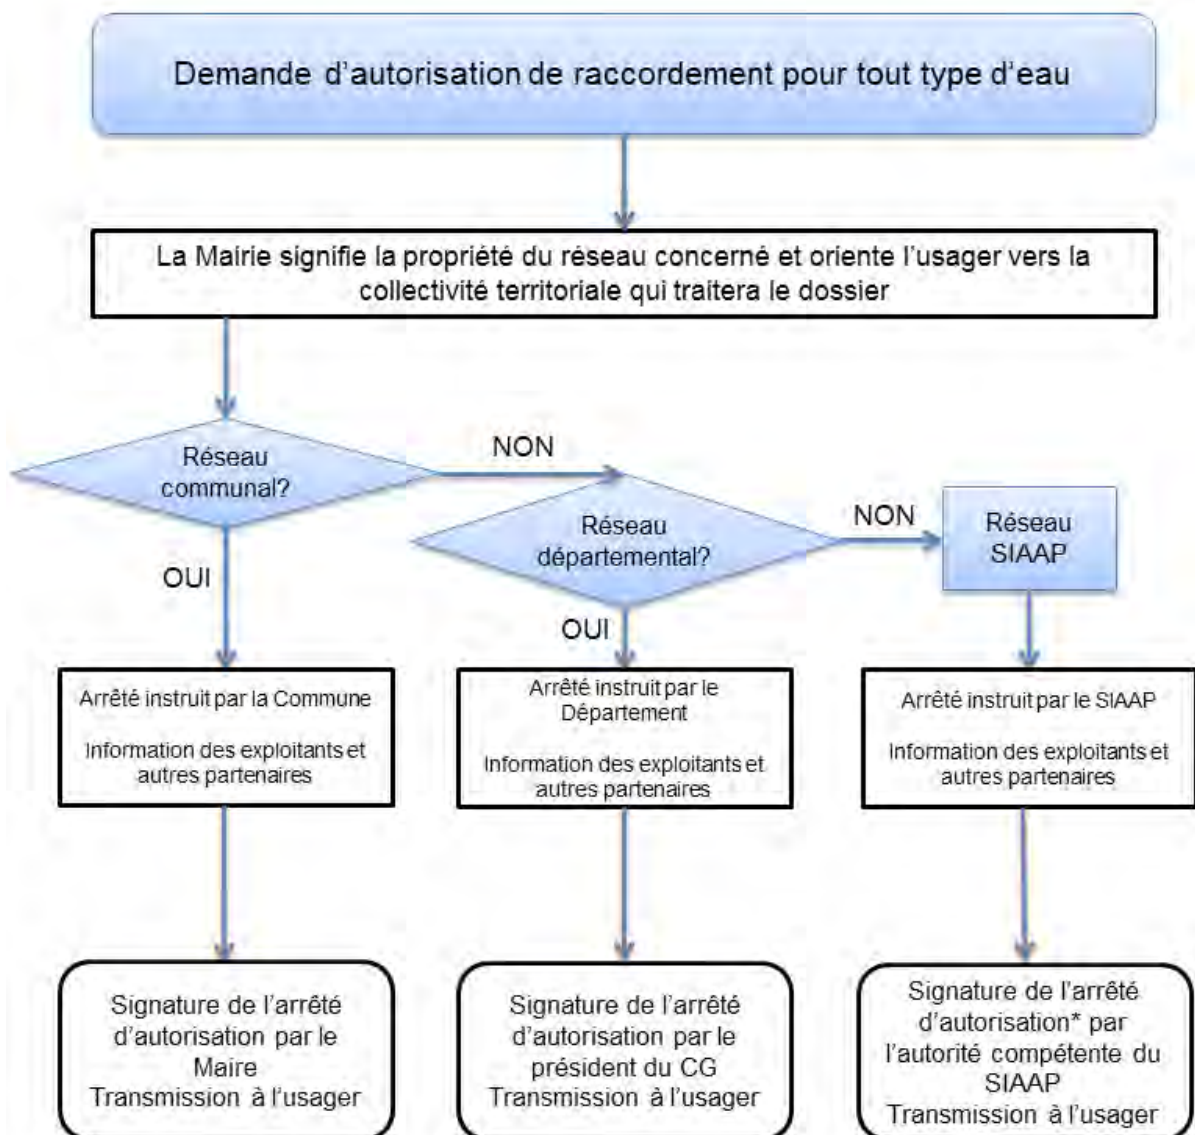 Demande d'autorisation de raccordement pour tout type d'eau
La Mairie signifie la propriété du réseau concerné et oriente l'usager vers la
collectivité territoriale qui traitera le dossier
Réseau
communal?
NON
Réseau
départemental?
NON
Réseau
SIAAP
OUI
OUI
Arrêté instruit par la Commune
Information des exploitants et
autres partenaires
Arrêté instruit par le
Département
Information des exploitants et
autres partenaires
Arrêté instruit par le SIAAP
Information des exploitants et
autres partenaires
Signature de l'arrêté
d'autorisation par le
Maire
Transmission à l'usager
Signature de l'arrêté
d'autorisation par le
président du CG
Transmission à l'usager
Signature de l'arrêté
d'autorisation* par
l'autorité compétente du
SIAAP
Transmission à l'usager